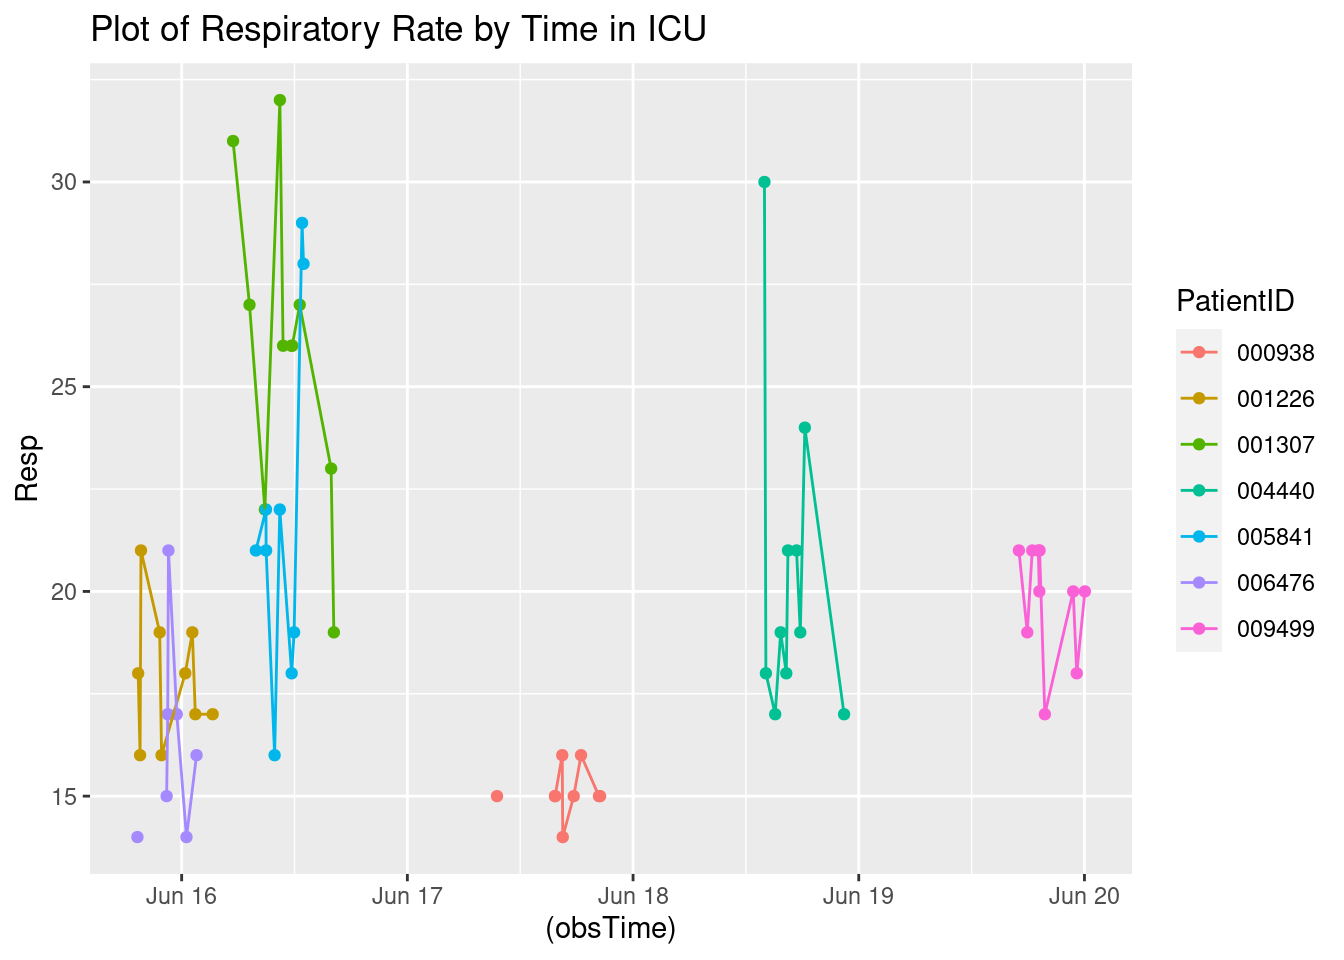 Plot of Respiratory Rate by Time in ICU
Resp
30
25
20
15
Jun 16 Jun 17 Jun 18 Jun 19 Jun 20
(obsTime)
PatientID
000938
001226
001307
004440
005841
006476
009499